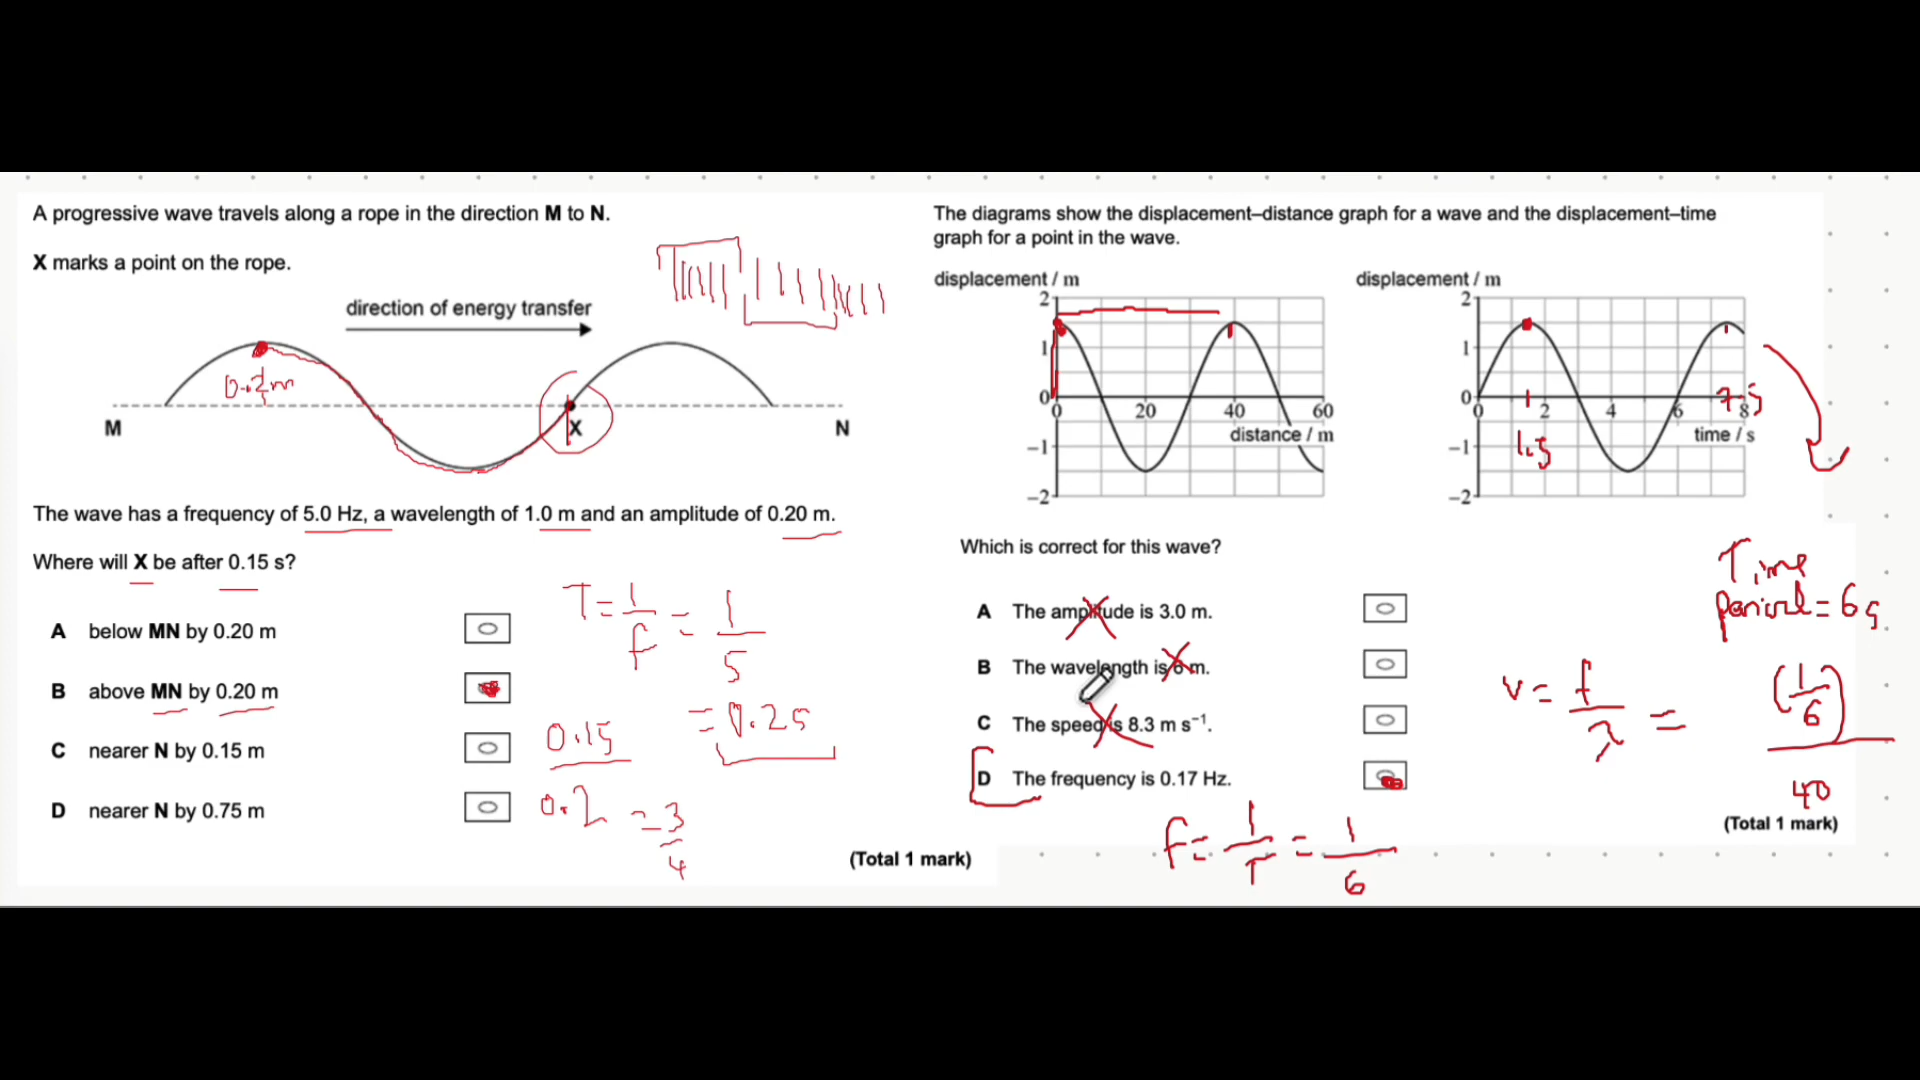 A progressive wave travels along a rope in the direction M to N.
X marks a point on the rope.
direction of energy transfer
0.2m
M
X
N
The wave has a frequency of 5.0 Hz, a wavelength of 1.0 m and an amplitude of 0.20 m.
Where will X be after 0.15 s?
A below MN by 0.20 m
B above MN by 0.20 m
C nearer N by 0.15 m
D nearer N by 0.75 m
T = 1/f = 1/5
= 0.2s
0.15/0.2 = 3/4
(Total 1 mark)
The diagrams show the displacement–distance graph for a wave and the displacement–time
graph for a point in the wave.
displacement / m
2
1
0
−1
−2
0 20 40 60
distance / m
displacement / m
2
1
0
−1
−2
0 2 4 6 8
time / s
1.5
7.5
Which is correct for this wave?
A The amplitude is 3.0 m.
B The wavelength is 6 m.
C The speed is 8.3 m s⁻¹.
D The frequency is 0.17 Hz.
Time
period = 6s
v = f/λ = (1/6)/40
(Total 1 mark)
f = 1/T = 1/6